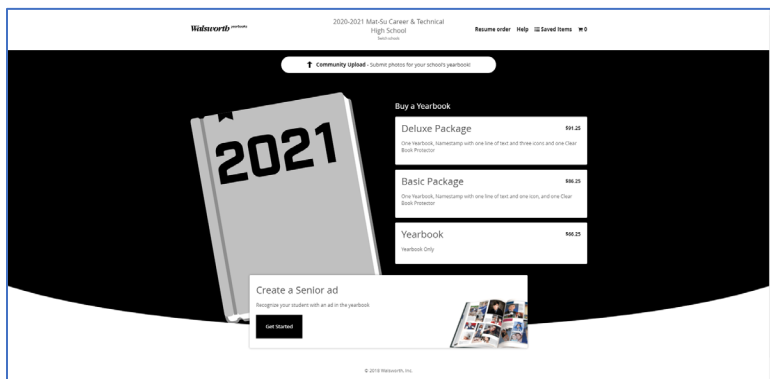 Walsworth yearbooks
2020-2021 Mat-Su Career & Technical
High School
Switch schools
Resume order Help Saved Items 0
Community Upload - Submit photos for your school's yearbook!
2021
Buy a Yearbook
Deluxe Package $91.25
One Yearbook, Namestamp with one line of text and three icons and one Clear
Book Protector
Basic Package $86.25
One Yearbook, Namestamp with one line of text and one icon, and one Clear
Book Protector
Yearbook $66.25
Yearbook Only
Create a Senior ad
Recognize your student with an ad in the yearbook
Get Started
© 2018 Walsworth, Inc.